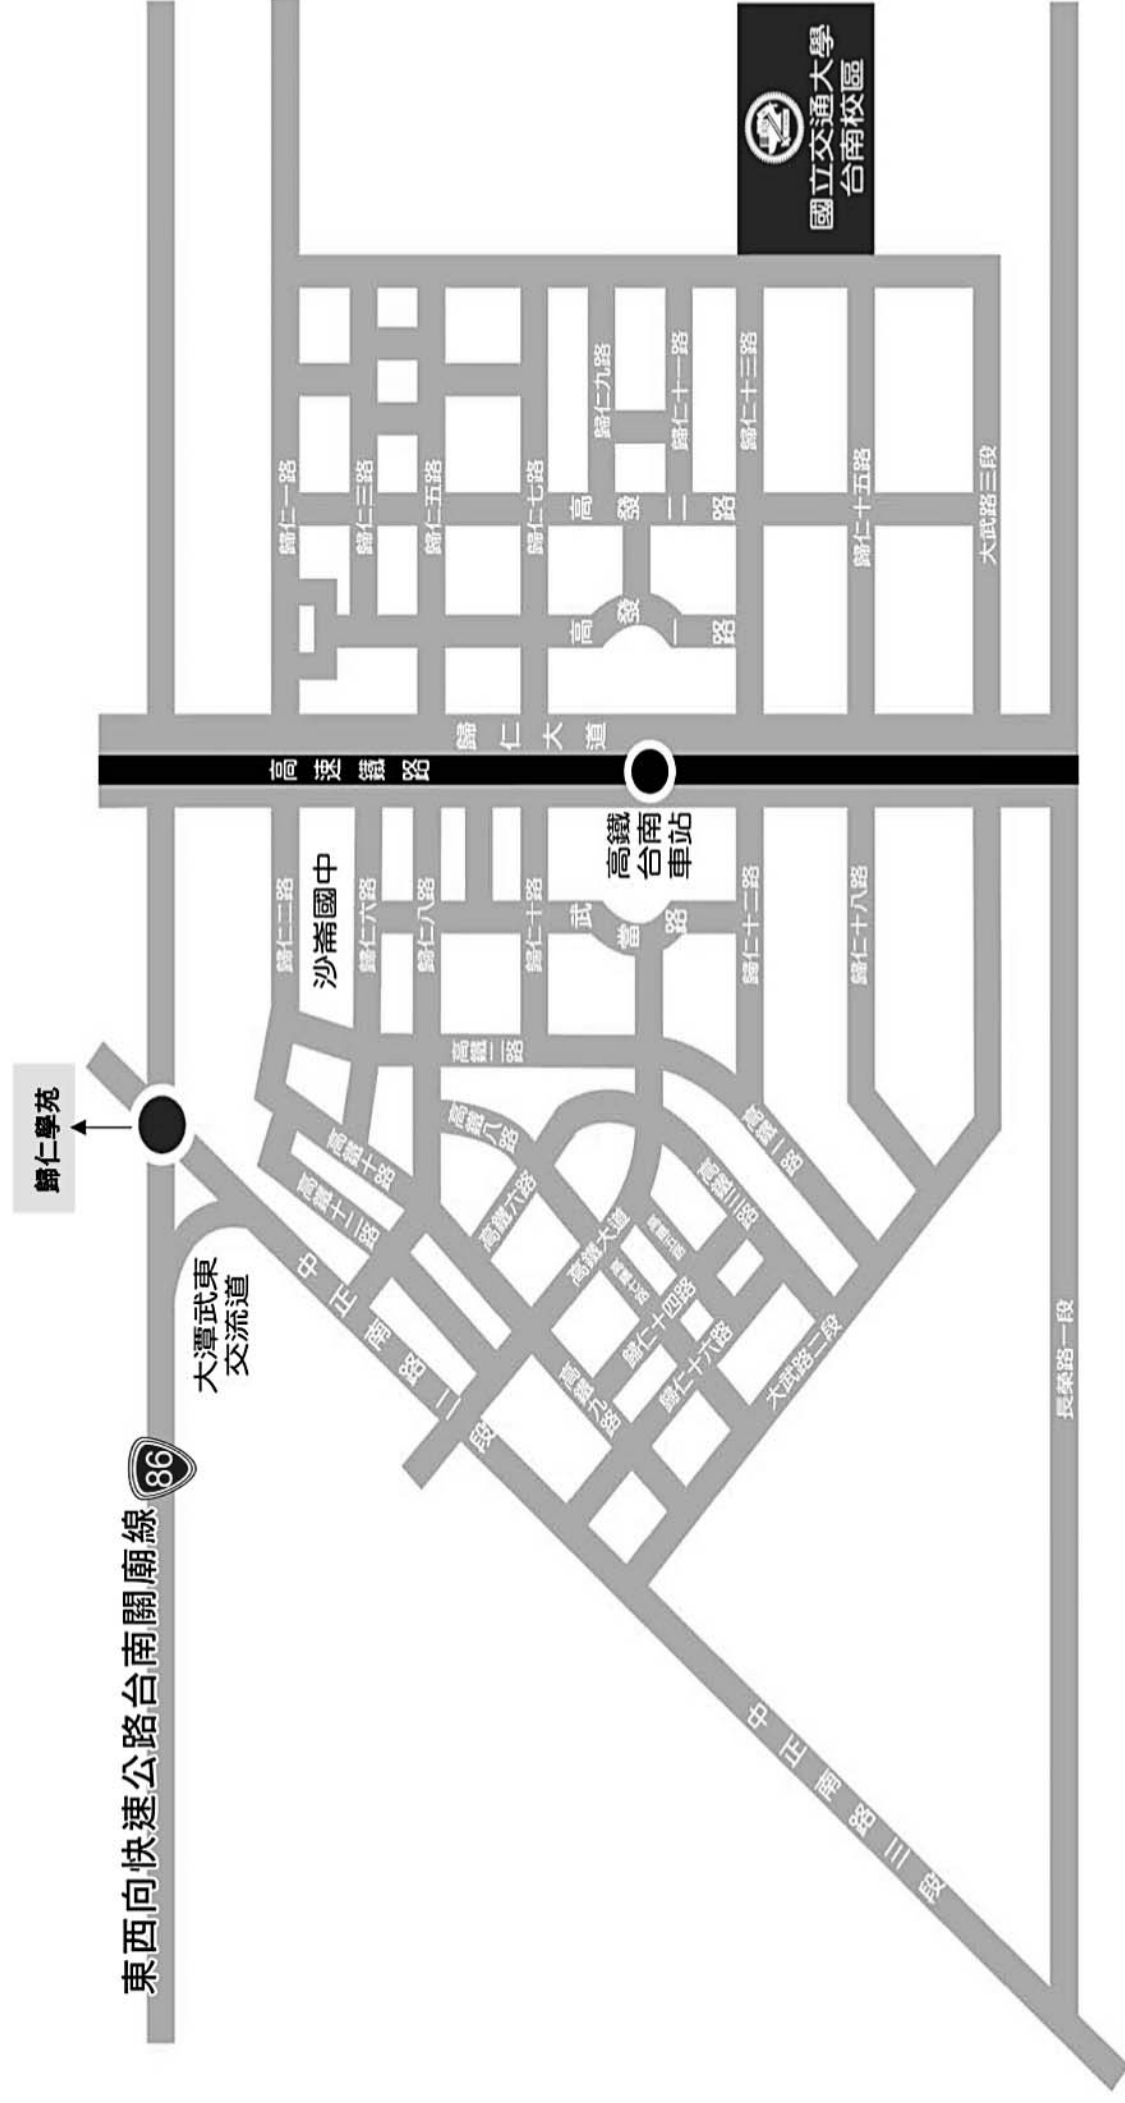 歸仁學苑
東西向快速公路台南關廟線
86
大潭武東
交流道
中正南路二段
中正南路三段
高鐵十二路
高鐵十路
高鐵八路
高鐵六路
高鐵二路
高鐵大道
高鐵一路
高鐵三路
高鐵五路
高鐵七路
高鐵九路
歸仁十四路
歸仁十六路
大武路二段
長榮路一段
歸仁二路
沙崙國中
歸仁六路
歸仁八路
歸仁十路
武當路
歸仁十二路
歸仁十八路
高鐵
台南
車站
高速鐵路
歸仁大道
歸仁一路
歸仁三路
歸仁五路
歸仁七路
歸仁九路
歸仁十一路
歸仁十三路
歸仁十五路
大武路三段
高發一路
高發二路
國立交通大學
台南校區